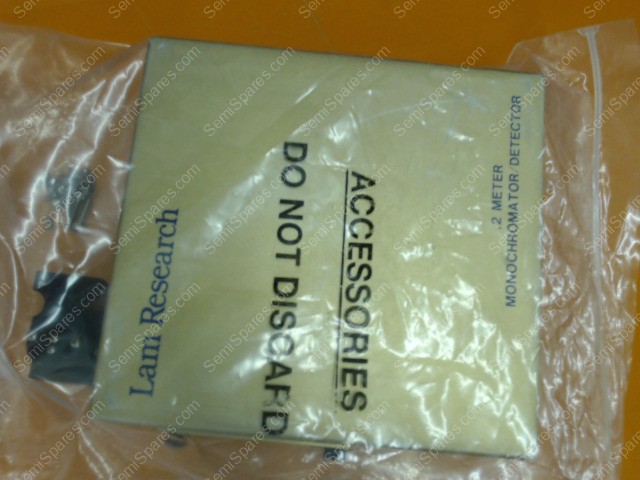 Lam Research
ACCESSORIES
DO NOT DISCARD
.2 METER
MONOCHROMATOR/DETECTOR
SemiSpares.com